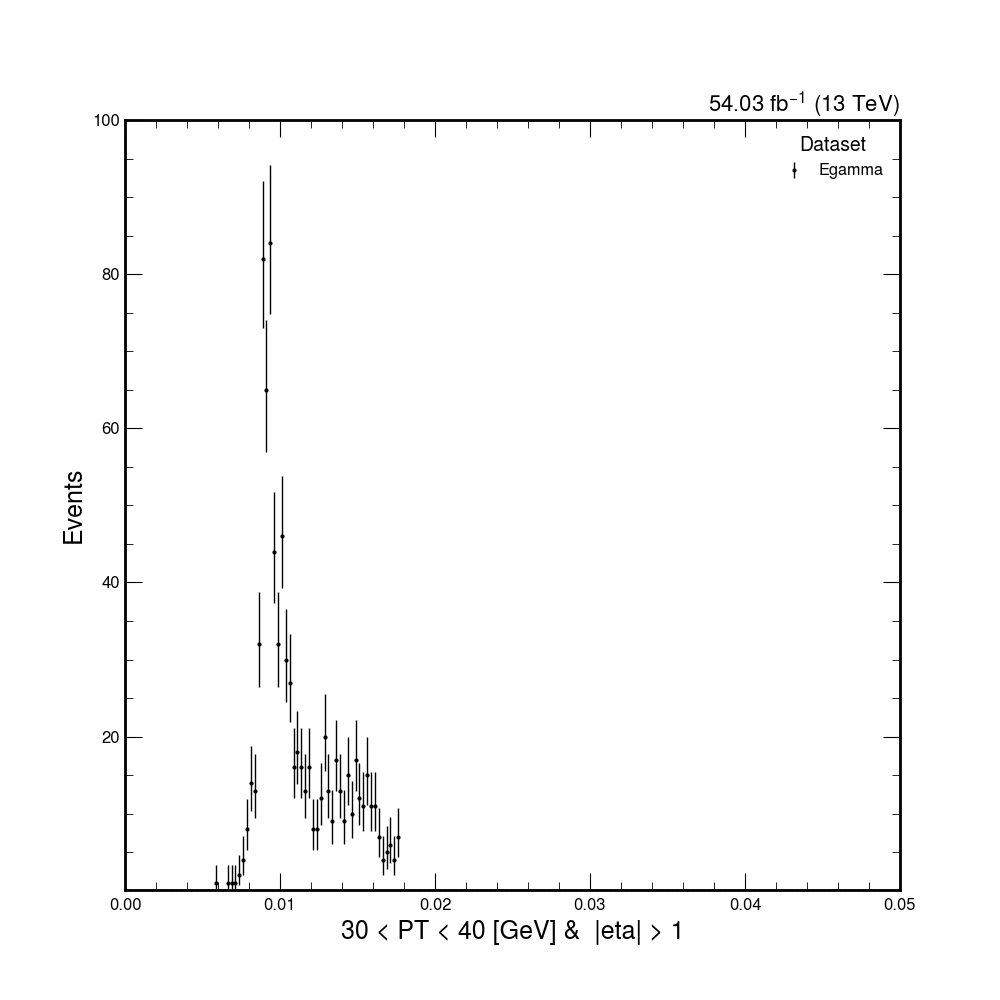 54.03 fb⁻¹ (13 TeV)
100
80
60
40
20
Events
Dataset
Egamma
0.00 0.01 0.02 0.03 0.04 0.05
30 < PT < 40 [GeV] & |eta| > 1